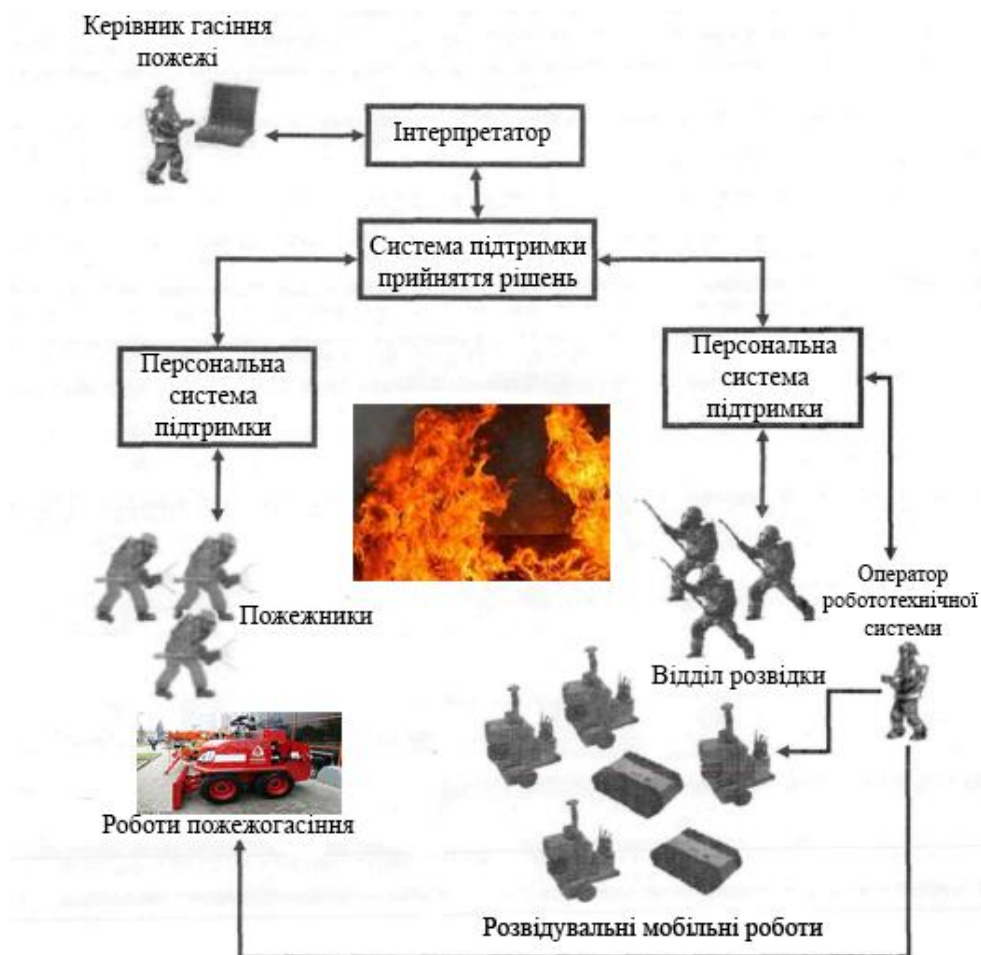 Керівник гасіння
пожежі
Інтерпретатор
Система підтримки
прийняття рішень
Персональна
система
підтримки
Персональна
система
підтримки
Пожежники
Оператор
робототехнічної
системи
Відділ розвідки
Роботи пожежогасіння
Розвідувальні мобільні роботи